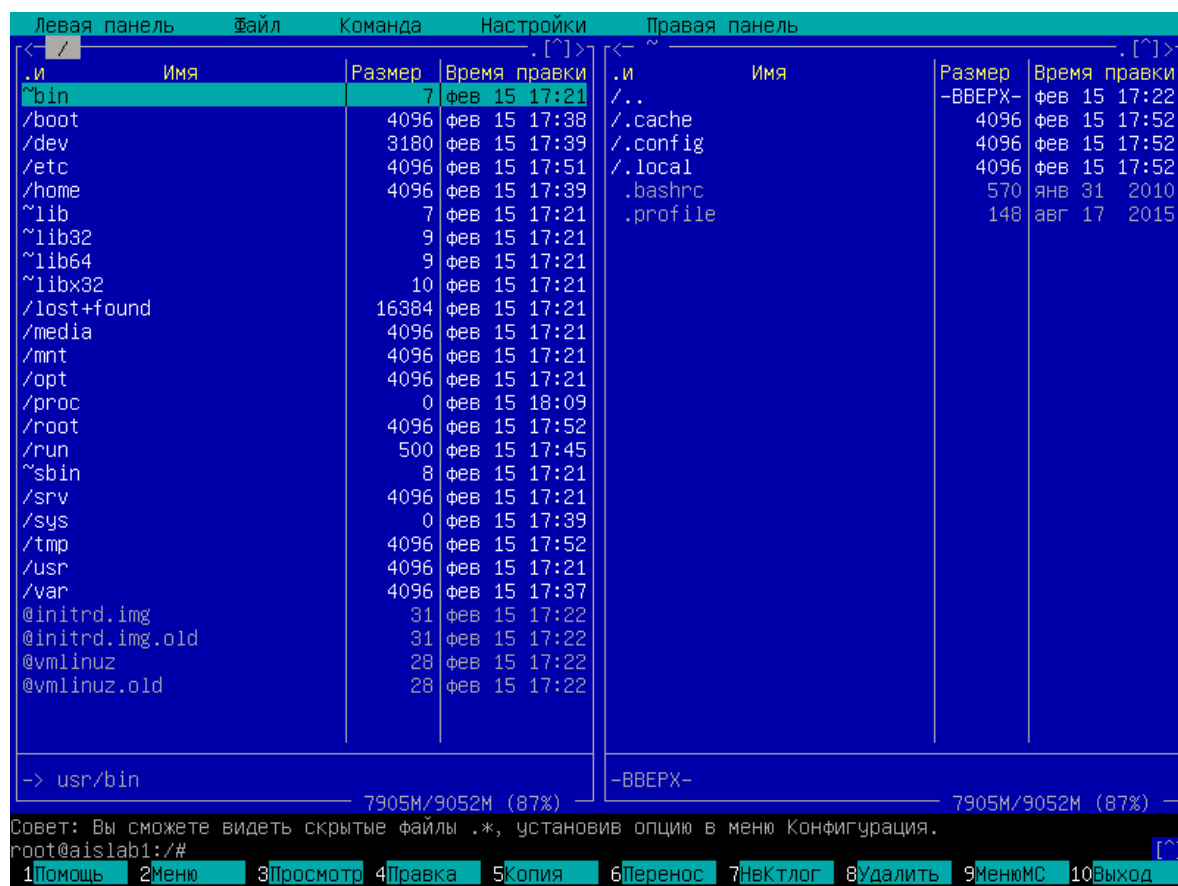 Левая панель Файл Команда Настройки Правая панель
<─ / .[^]> <─ ~ .[^]>
.и Имя Размер Время правки .и Имя Размер Время правки
~bin 7 фев 15 17:21 /.. -ВВЕРХ- фев 15 17:22
/boot 4096 фев 15 17:38 /.cache 4096 фев 15 17:52
/dev 3180 фев 15 17:39 /.config 4096 фев 15 17:52
/etc 4096 фев 15 17:51 /.local 4096 фев 15 17:52
/home 4096 фев 15 17:39 .bashrc 570 янв 31 2010
~lib 7 фев 15 17:21 .profile 148 авг 17 2015
~lib32 9 фев 15 17:21
~lib64 9 фев 15 17:21
~libx32 10 фев 15 17:21
/lost+found 16384 фев 15 17:21
/media 4096 фев 15 17:21
/mnt 4096 фев 15 17:21
/opt 4096 фев 15 17:21
/proc 0 фев 15 18:09
/root 4096 фев 15 17:52
/run 500 фев 15 17:45
~sbin 8 фев 15 17:21
/srv 4096 фев 15 17:21
/sys 0 фев 15 17:39
/tmp 4096 фев 15 17:52
/usr 4096 фев 15 17:21
/var 4096 фев 15 17:37
@initrd.img 31 фев 15 17:22
@initrd.img.old 31 фев 15 17:22
@vmlinuz 28 фев 15 17:22
@vmlinuz.old 28 фев 15 17:22
-> usr/bin -ВВЕРХ-
7905M/9052M (87%) 7905M/9052M (87%)
Совет: Вы сможете видеть скрытые файлы .*, установив опцию в меню Конфигурация.
root@aislab1:/# [^]
1Помощь 2Меню 3Просмотр 4Правка 5Копия 6Перенос 7НвКтлог 8Удалить 9МенюМС 10Выход